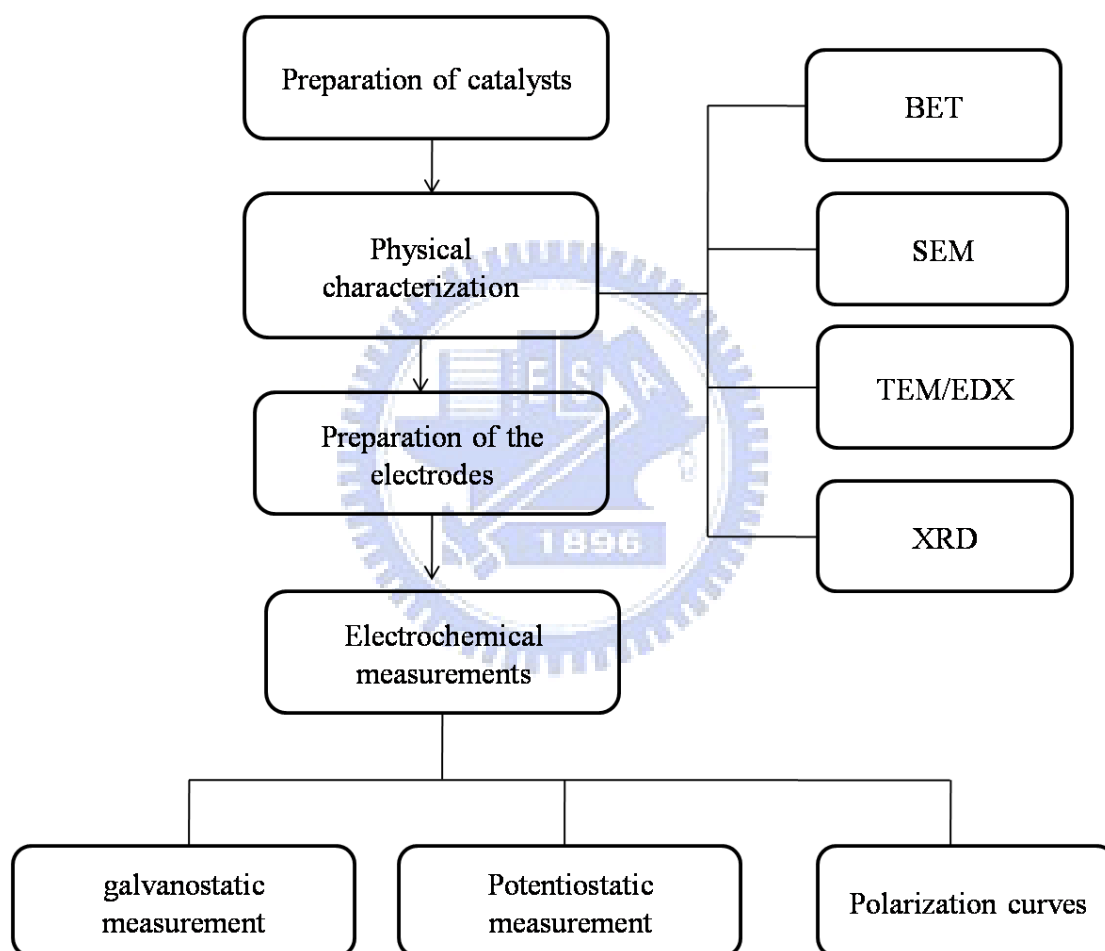 Preparation of catalysts
BET
Physical
characterization
SEM
TEM/EDX
Preparation of the
electrodes
XRD
Electrochemical
measurements
galvanostatic
measurement
Potentiostatic
measurement
Polarization curves
E S A
1896